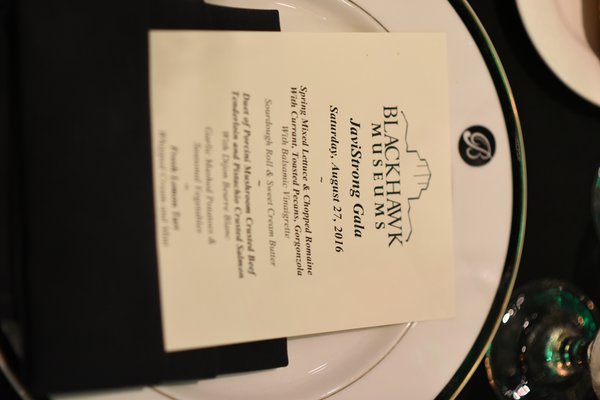 BLACKHAWK
MUSEUMS
JaviStrong Gala
Saturday, August 27, 2016
~
Spring Mixed Lettuce & Chopped Romaine
With Currant, Toasted Pecans, Gorgonzola
With Balsamic Vinaigrette
Sourdough Roll & Sweet Cream Butter
~
Duet of Porcini Mushroom Crusted Beef
Tenderloin and Pistachio Crusted Salmon
With Dijon Beurre Blanc
Garlic Mashed Potatoes &
Seasonal Vegetables
~
Fresh Lemon Tart
Whipped Cream and
B